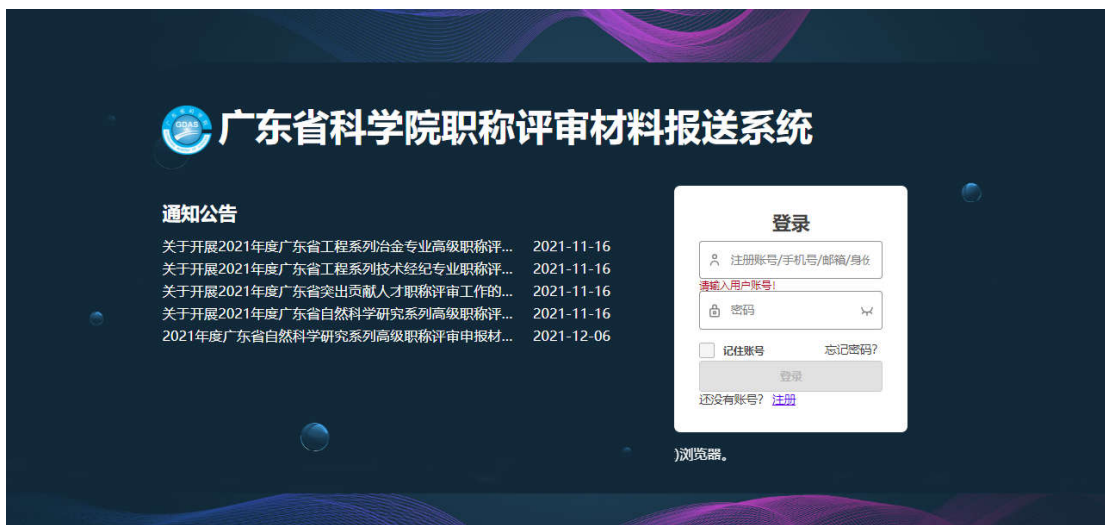 GDAS
广东省科学院职称评审材料报送系统
通知公告
关于开展2021年度广东省工程系列冶金专业高级职称评... 2021-11-16
关于开展2021年度广东省工程系列技术经纪专业职称评... 2021-11-16
关于开展2021年度广东省突出贡献人才职称评审工作的... 2021-11-16
关于开展2021年度广东省自然科学研究系列高级职称评... 2021-11-16
2021年度广东省自然科学研究系列高级职称评审申报材... 2021-12-06
登录
注册账号/手机号/邮箱/身份
请输入用户账号!
密码
记住账号 忘记密码?
登录
还没有账号? 注册
)浏览器。